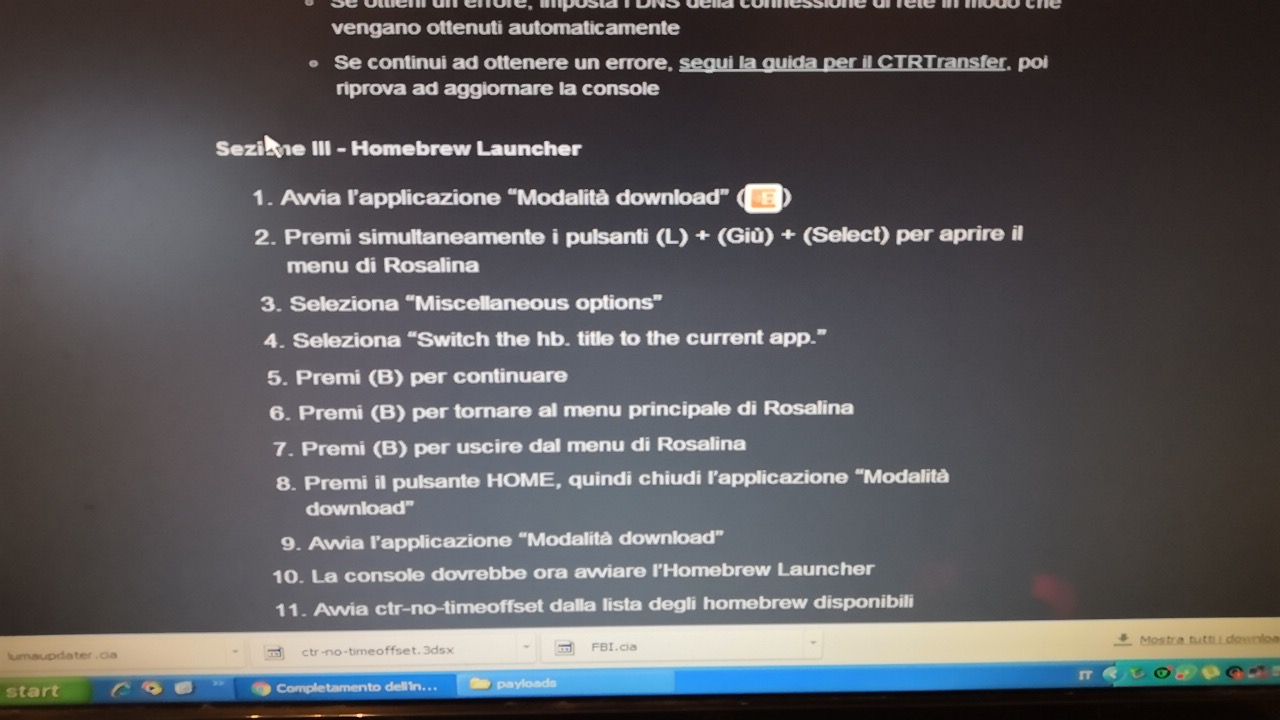 Se ottieni un errore, imposta i DNS della connessione di rete in modo che
vengano ottenuti automaticamente
Se continui ad ottenere un errore, segui la guida per il CTRTransfer, poi
riprova ad aggiornare la console
Sezione III - Homebrew Launcher
1. Avvia l'applicazione “Modalità download” ( )
2. Premi simultaneamente i pulsanti (L) + (Giù) + (Select) per aprire il
menu di Rosalina
3. Seleziona “Miscellaneous options”
4. Seleziona “Switch the hb. title to the current app.”
5. Premi (B) per continuare
6. Premi (B) per tornare al menu principale di Rosalina
7. Premi (B) per uscire dal menu di Rosalina
8. Premi il pulsante HOME, quindi chiudi l'applicazione “Modalità
download”
9. Avvia l'applicazione “Modalità download”
10. La console dovrebbe ora avviare l'Homebrew Launcher
11. Avvia ctr-no-timeoffset dalla lista degli homebrew disponibili
lumaupdater.cia
ctr-no-timeoffset.3dsx
FBI.cia
Mostra tutti i downloa
start
Completamento dell'in...
payloads
IT